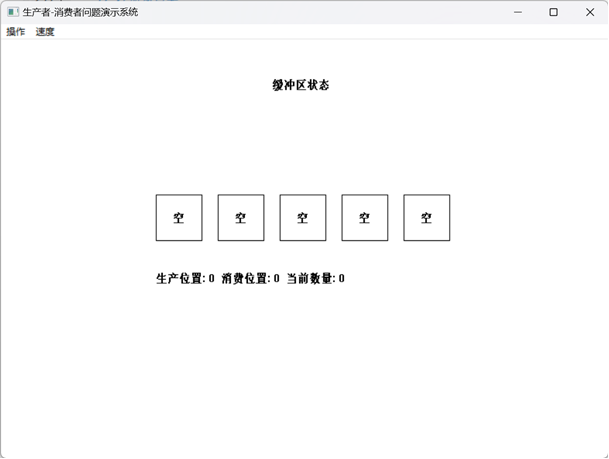 生产者-消费者问题演示系统
操作 速度
缓冲区状态
空 空 空 空 空
生产位置:0 消费位置:0 当前数量:0